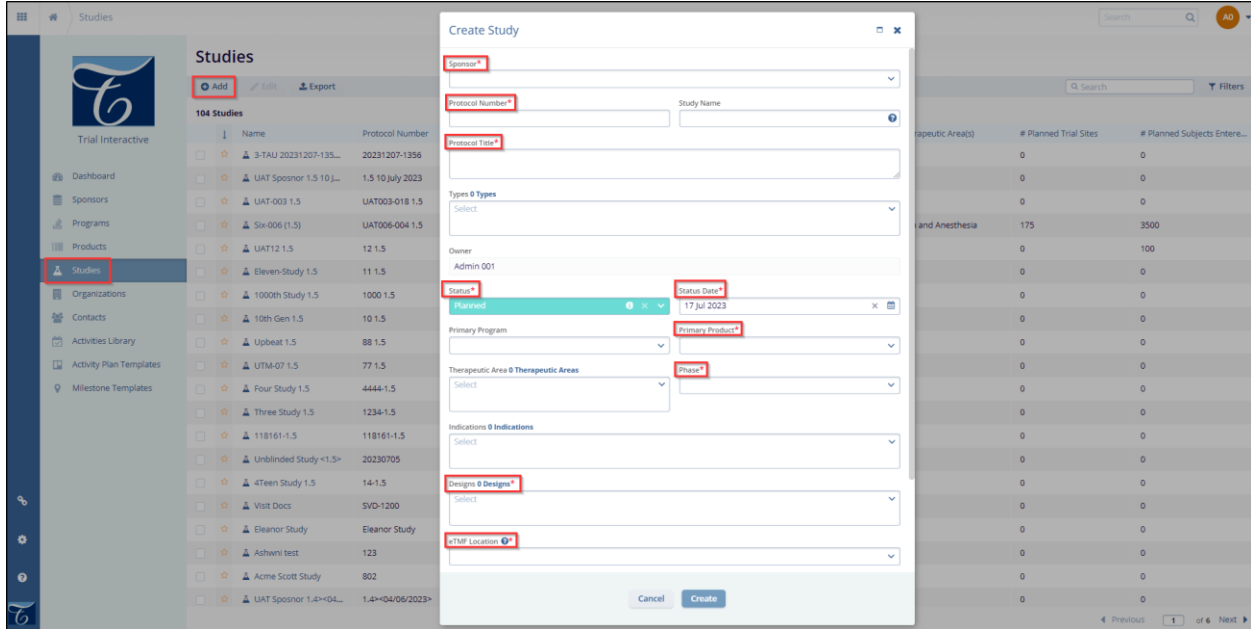 Studies
Search
AD
Trial Interactive
Dashboard
Sponsors
Programs
Products
Studies
Organizations
Contacts
Activities Library
Activity Plan Templates
Milestone Templates
Studies
Add Edit Export
Search
Filters
104 Studies
Name Protocol Number rapeutic Area(s) # Planned Trial Sites # Planned Subjects Entere...
3-TAU 20231207-135... 20231207-1356 0 0
UAT Sposnor 1.5 10 J... 1.5 10 July 2023 0 0
UAT-003 1.5 UAT003-018 1.5 0 0
Six-006 (1.5) UAT006-004 1.5 and Anesthesia 175 3500
UAT12 1.5 12 1.5 0 100
Eleven-Study 1.5 11 1.5 0 0
1000th Study 1.5 1000 1.5 0 0
10th Gen 1.5 10 1.5 0 0
Upbeat 1.5 88 1.5 0 0
UTM-07 1.5 77 1.5 0 0
Four Study 1.5 4444-1.5 0 0
Three Study 1.5 1234-1.5 0 0
118161-1.5 118161-1.5 0 0
Unblinded Study <1.5> 20230705 0 0
4Teen Study 1.5 14-1.5 0 0
Visit Docs SVD-1200 0 0
Eleanor Study Eleanor Study 0 0
Ashwni test 123 0 0
Acme Scott Study 802 0 0
UAT Sposnor 1.4><04... 1.4><04/06/2023> 0 0
Previous 1 of 6 Next
Create Study
Sponsor*
Protocol Number* Study Name
Protocol Title*
Types 0 Types
Select
Owner
Admin 001
Status* Status Date*
Planned 17 Jul 2023
Primary Program Primary Product*
Therapeutic Area 0 Therapeutic Areas Phase*
Select
Indications 0 Indications
Select
Designs 0 Designs*
Select
eTMF Location *
Cancel Create